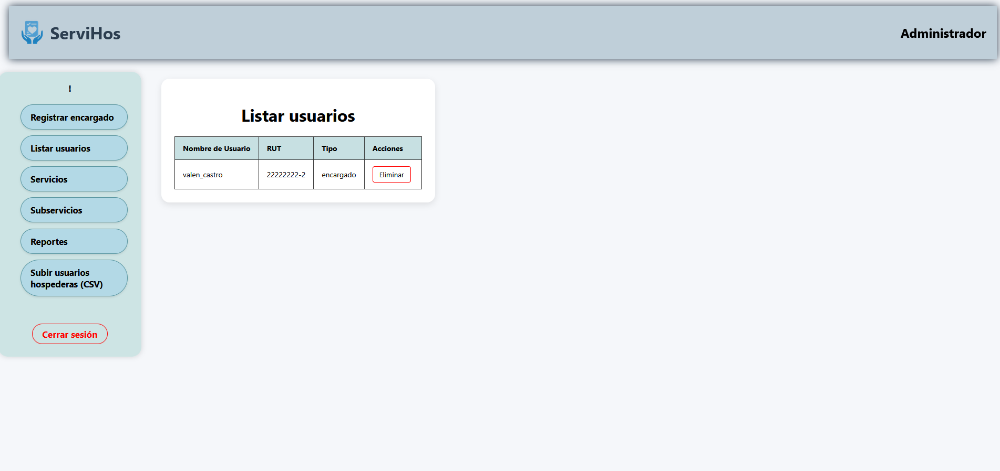 ServiHos
Administrador
!
Registrar encargado
Listar usuarios
Servicios
Subservicios
Reportes
Subir usuarios
hospederas (CSV)
Cerrar sesión
Listar usuarios
Nombre de Usuario RUT Tipo Acciones
valen_castro 22222222-2 encargado Eliminar